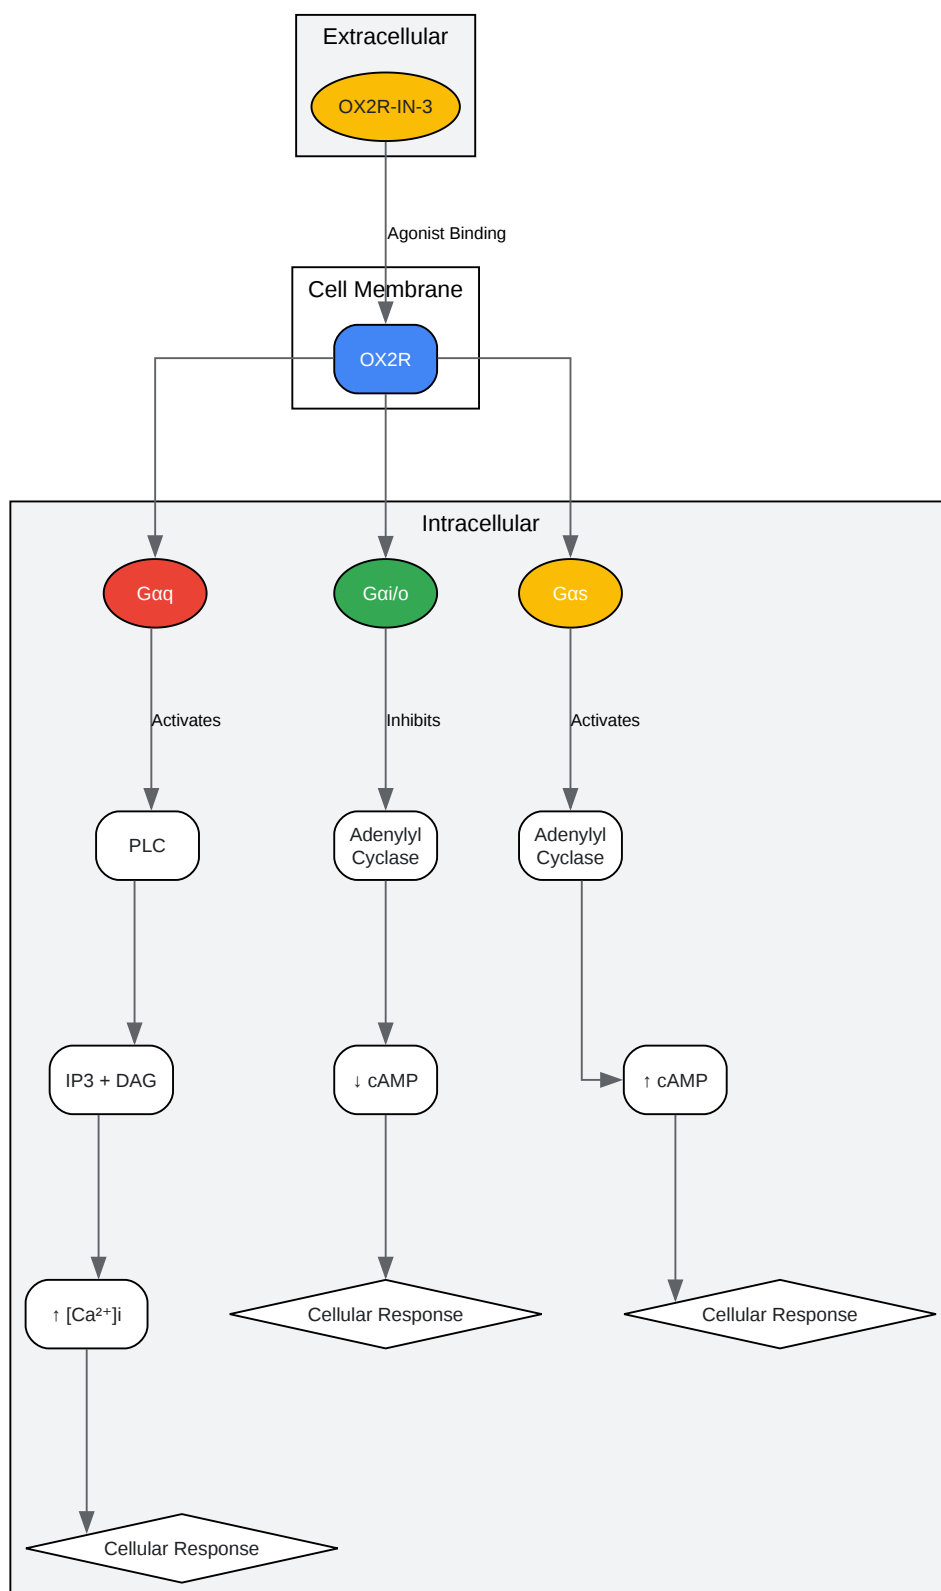 Extracellular
OX2R-IN-3
Agonist Binding
Cell Membrane
OX2R
Intracellular
Gαq
Gαi/o
Gαs
Activates
Inhibits
Activates
PLC
Adenylyl
Cyclase
Adenylyl
Cyclase
IP3 + DAG
↓ cAMP
↑ cAMP
↑ [Ca²⁺]i
Cellular Response
Cellular Response
Cellular Response